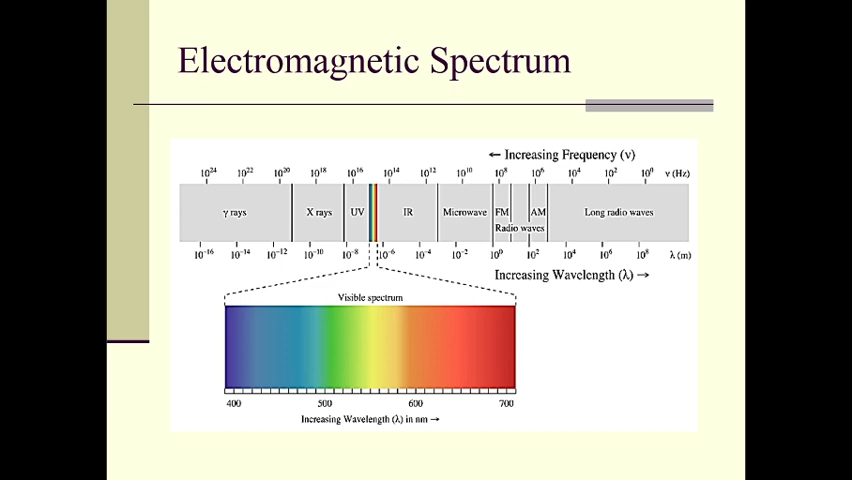 Electromagnetic Spectrum
← Increasing Frequency (ν)
10²⁴ 10²² 10²⁰ 10¹⁸ 10¹⁶ 10¹⁴ 10¹² 10¹⁰ 10⁸ 10⁶ 10⁴ 10² 10⁰ ν (Hz)
γ rays X rays UV IR Microwave FM AM Long radio waves
Radio waves
10⁻¹⁶ 10⁻¹⁴ 10⁻¹² 10⁻¹⁰ 10⁻⁸ 10⁻⁶ 10⁻⁴ 10⁻² 10⁰ 10² 10⁴ 10⁶ 10⁸ λ (m)
Increasing Wavelength (λ) →
Visible spectrum
400 500 600 700
Increasing Wavelength (λ) in nm →